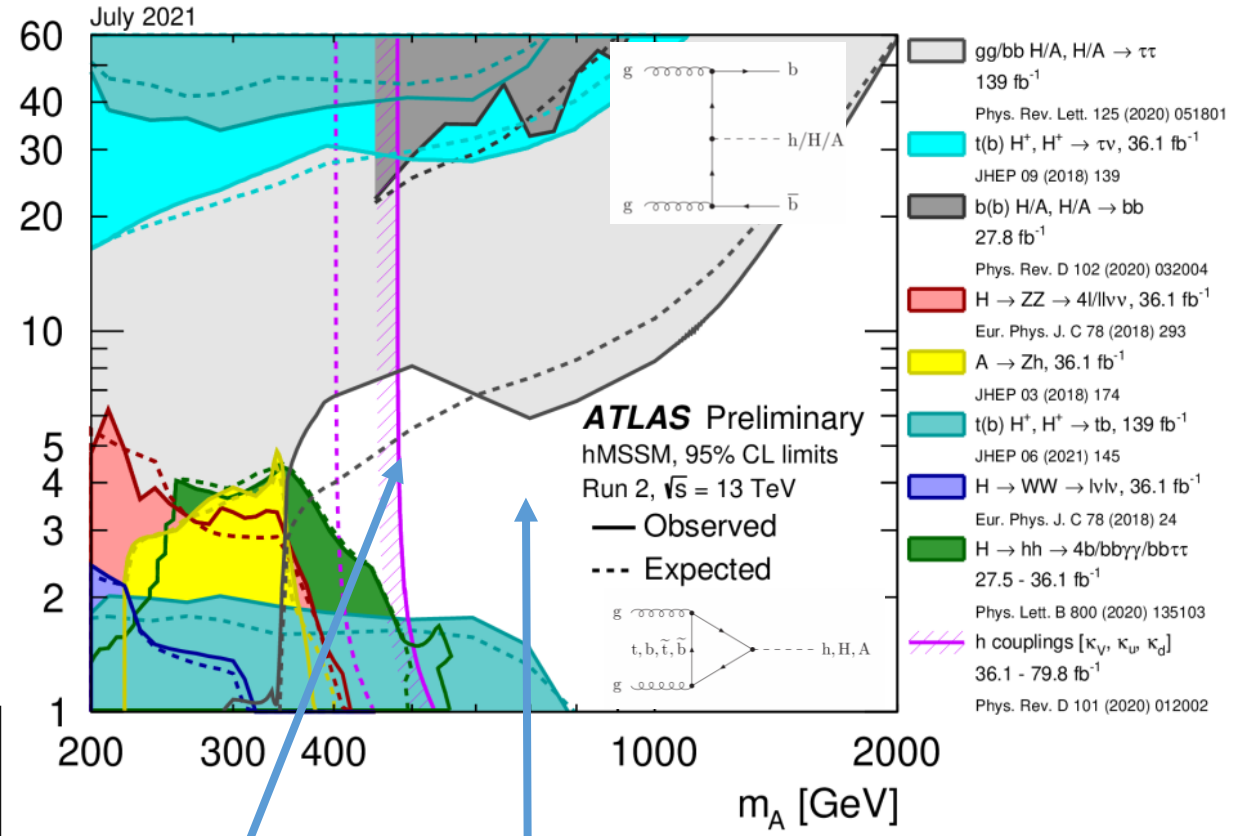 July 2021
60
40
30
20
10
5
4
3
2
1
200
300
400
1000
2000
m_A [GeV]
g
b
h/H/A
g
b̅
ATLAS Preliminary
hMSSM, 95% CL limits
Run 2, √s = 13 TeV
Observed
Expected
g
t, b, t̃, b̃
h, H, A
g
gg/bb H/A, H/A → ττ
139 fb⁻¹
Phys. Rev. Lett. 125 (2020) 051801
t(b) H⁺, H⁺ → τν, 36.1 fb⁻¹
JHEP 09 (2018) 139
b(b) H/A, H/A → bb
27.8 fb⁻¹
Phys. Rev. D 102 (2020) 032004
H → ZZ → 4l/llνν, 36.1 fb⁻¹
Eur. Phys. J. C 78 (2018) 293
A → Zh, 36.1 fb⁻¹
JHEP 03 (2018) 174
t(b) H⁺, H⁺ → tb, 139 fb⁻¹
JHEP 06 (2021) 145
H → WW → lνlν, 36.1 fb⁻¹
Eur. Phys. J. C 78 (2018) 24
H → hh → 4b/bbγγ/bbττ
27.5 - 36.1 fb⁻¹
Phys. Lett. B 800 (2020) 135103
h couplings [κ_V, κ_u, κ_d]
36.1 - 79.8 fb⁻¹
Phys. Rev. D 101 (2020) 012002